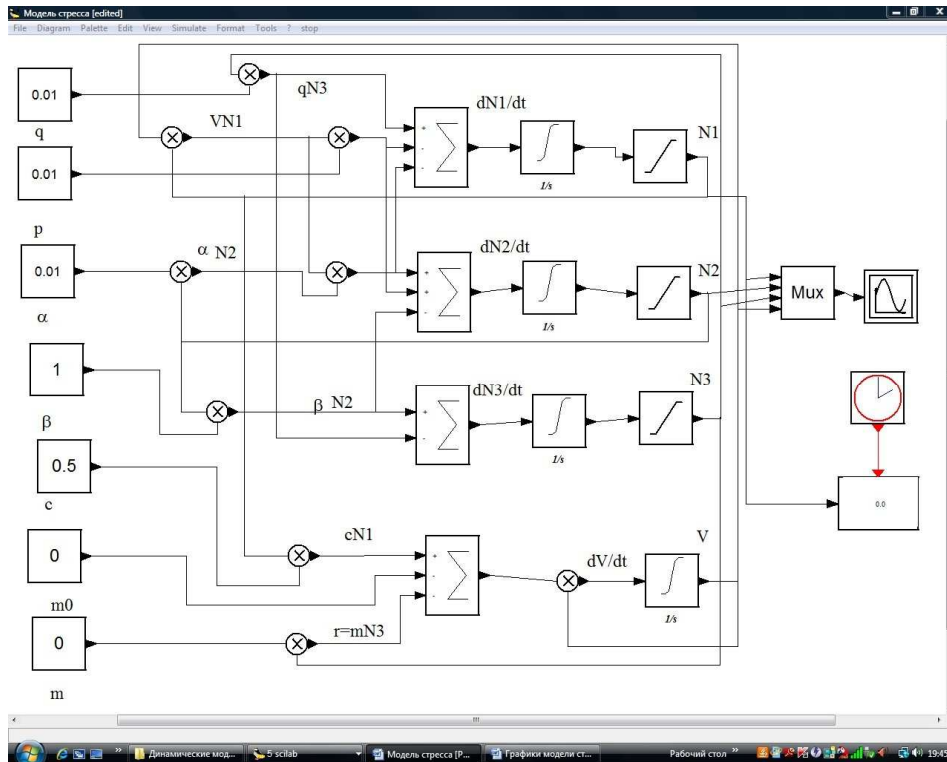 Модель стресса [edited]
File Diagram Palette Edit View Simulate Format Tools ? stop
0.01
q
0.01
p
0.01
α
1
β
0.5
c
0
m0
0
m
qN3
VN1
α N2
β N2
cN1
r=mN3
dN1/dt
1/s
N1
dN2/dt
1/s
N2
dN3/dt
1/s
N3
dV/dt
1/s
V
Mux
0.0
Динамические мод...
5 scilab
Модель стресса [Р...
Графики модели ст...
Рабочий стол
19:45